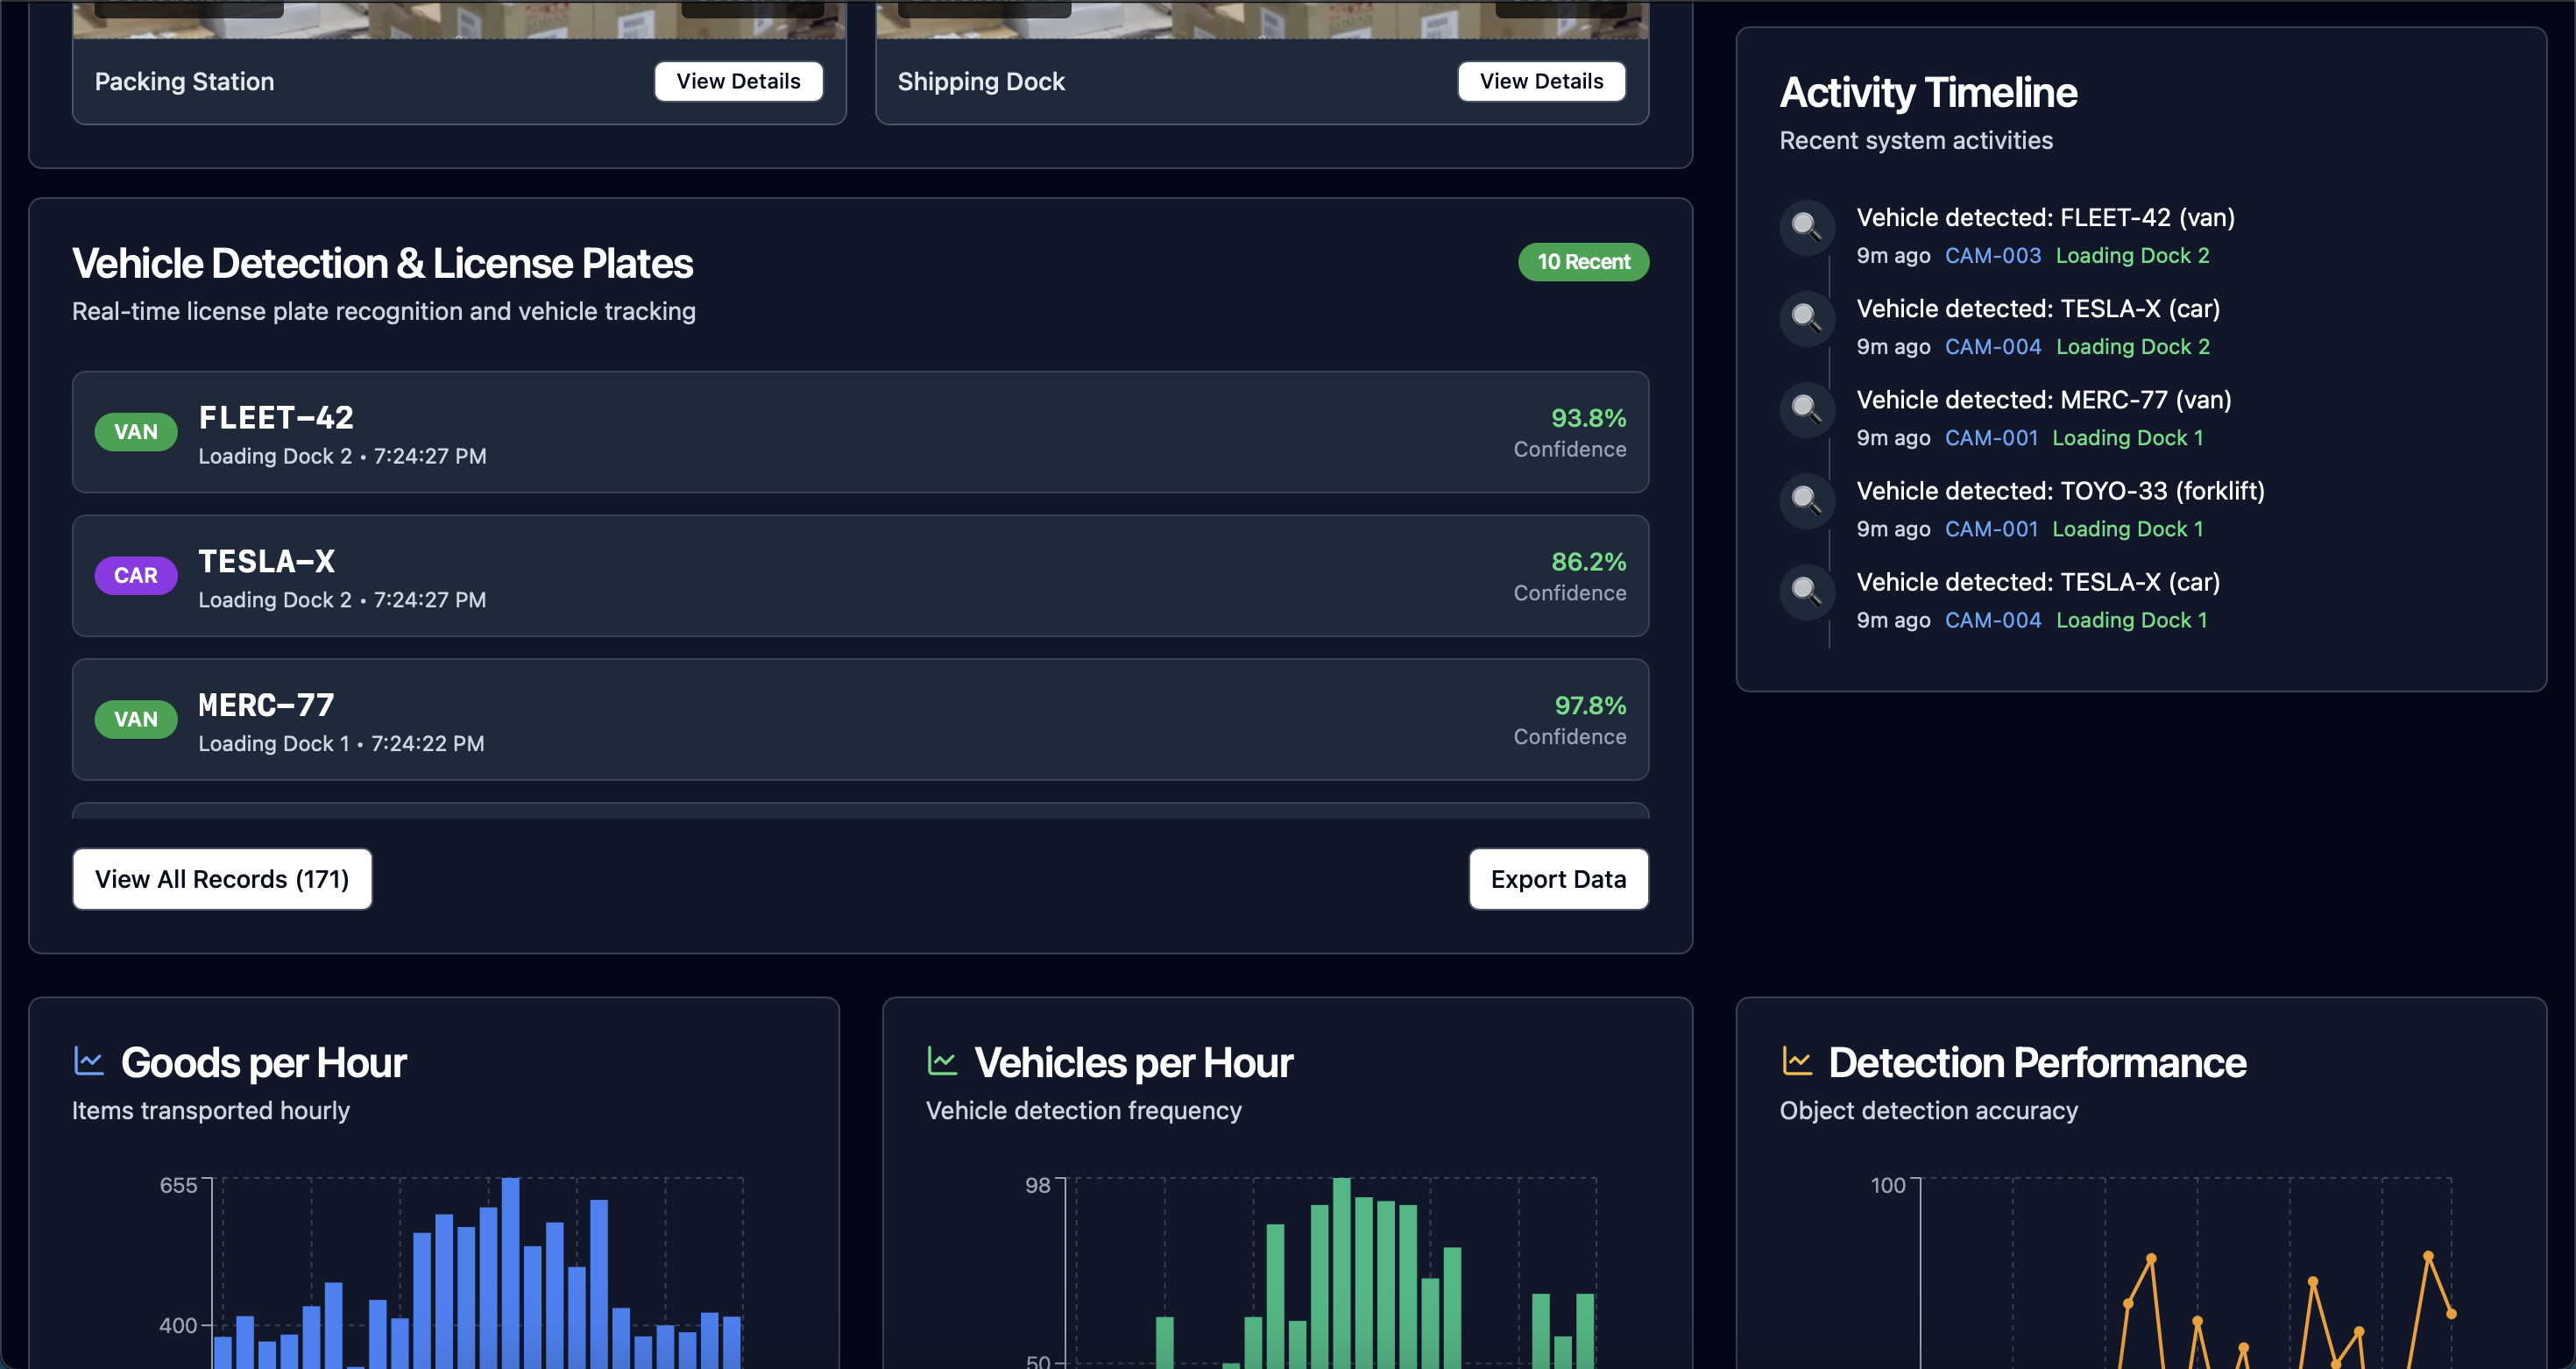 Packing Station
View Details
Shipping Dock
View Details
Vehicle Detection & License Plates
10 Recent
Real-time license plate recognition and vehicle tracking
VAN
FLEET-42
Loading Dock 2 • 7:24:27 PM
93.8%
Confidence
CAR
TESLA-X
Loading Dock 2 • 7:24:27 PM
86.2%
Confidence
VAN
MERC-77
Loading Dock 1 • 7:24:22 PM
97.8%
Confidence
View All Records (171)
Export Data
Activity Timeline
Recent system activities
Vehicle detected: FLEET-42 (van)
9m ago CAM-003 Loading Dock 2
Vehicle detected: TESLA-X (car)
9m ago CAM-004 Loading Dock 2
Vehicle detected: MERC-77 (van)
9m ago CAM-001 Loading Dock 1
Vehicle detected: TOYO-33 (forklift)
9m ago CAM-001 Loading Dock 1
Vehicle detected: TESLA-X (car)
9m ago CAM-004 Loading Dock 1
Goods per Hour
Items transported hourly
655
400
Vehicles per Hour
Vehicle detection frequency
98
50
Detection Performance
Object detection accuracy
100